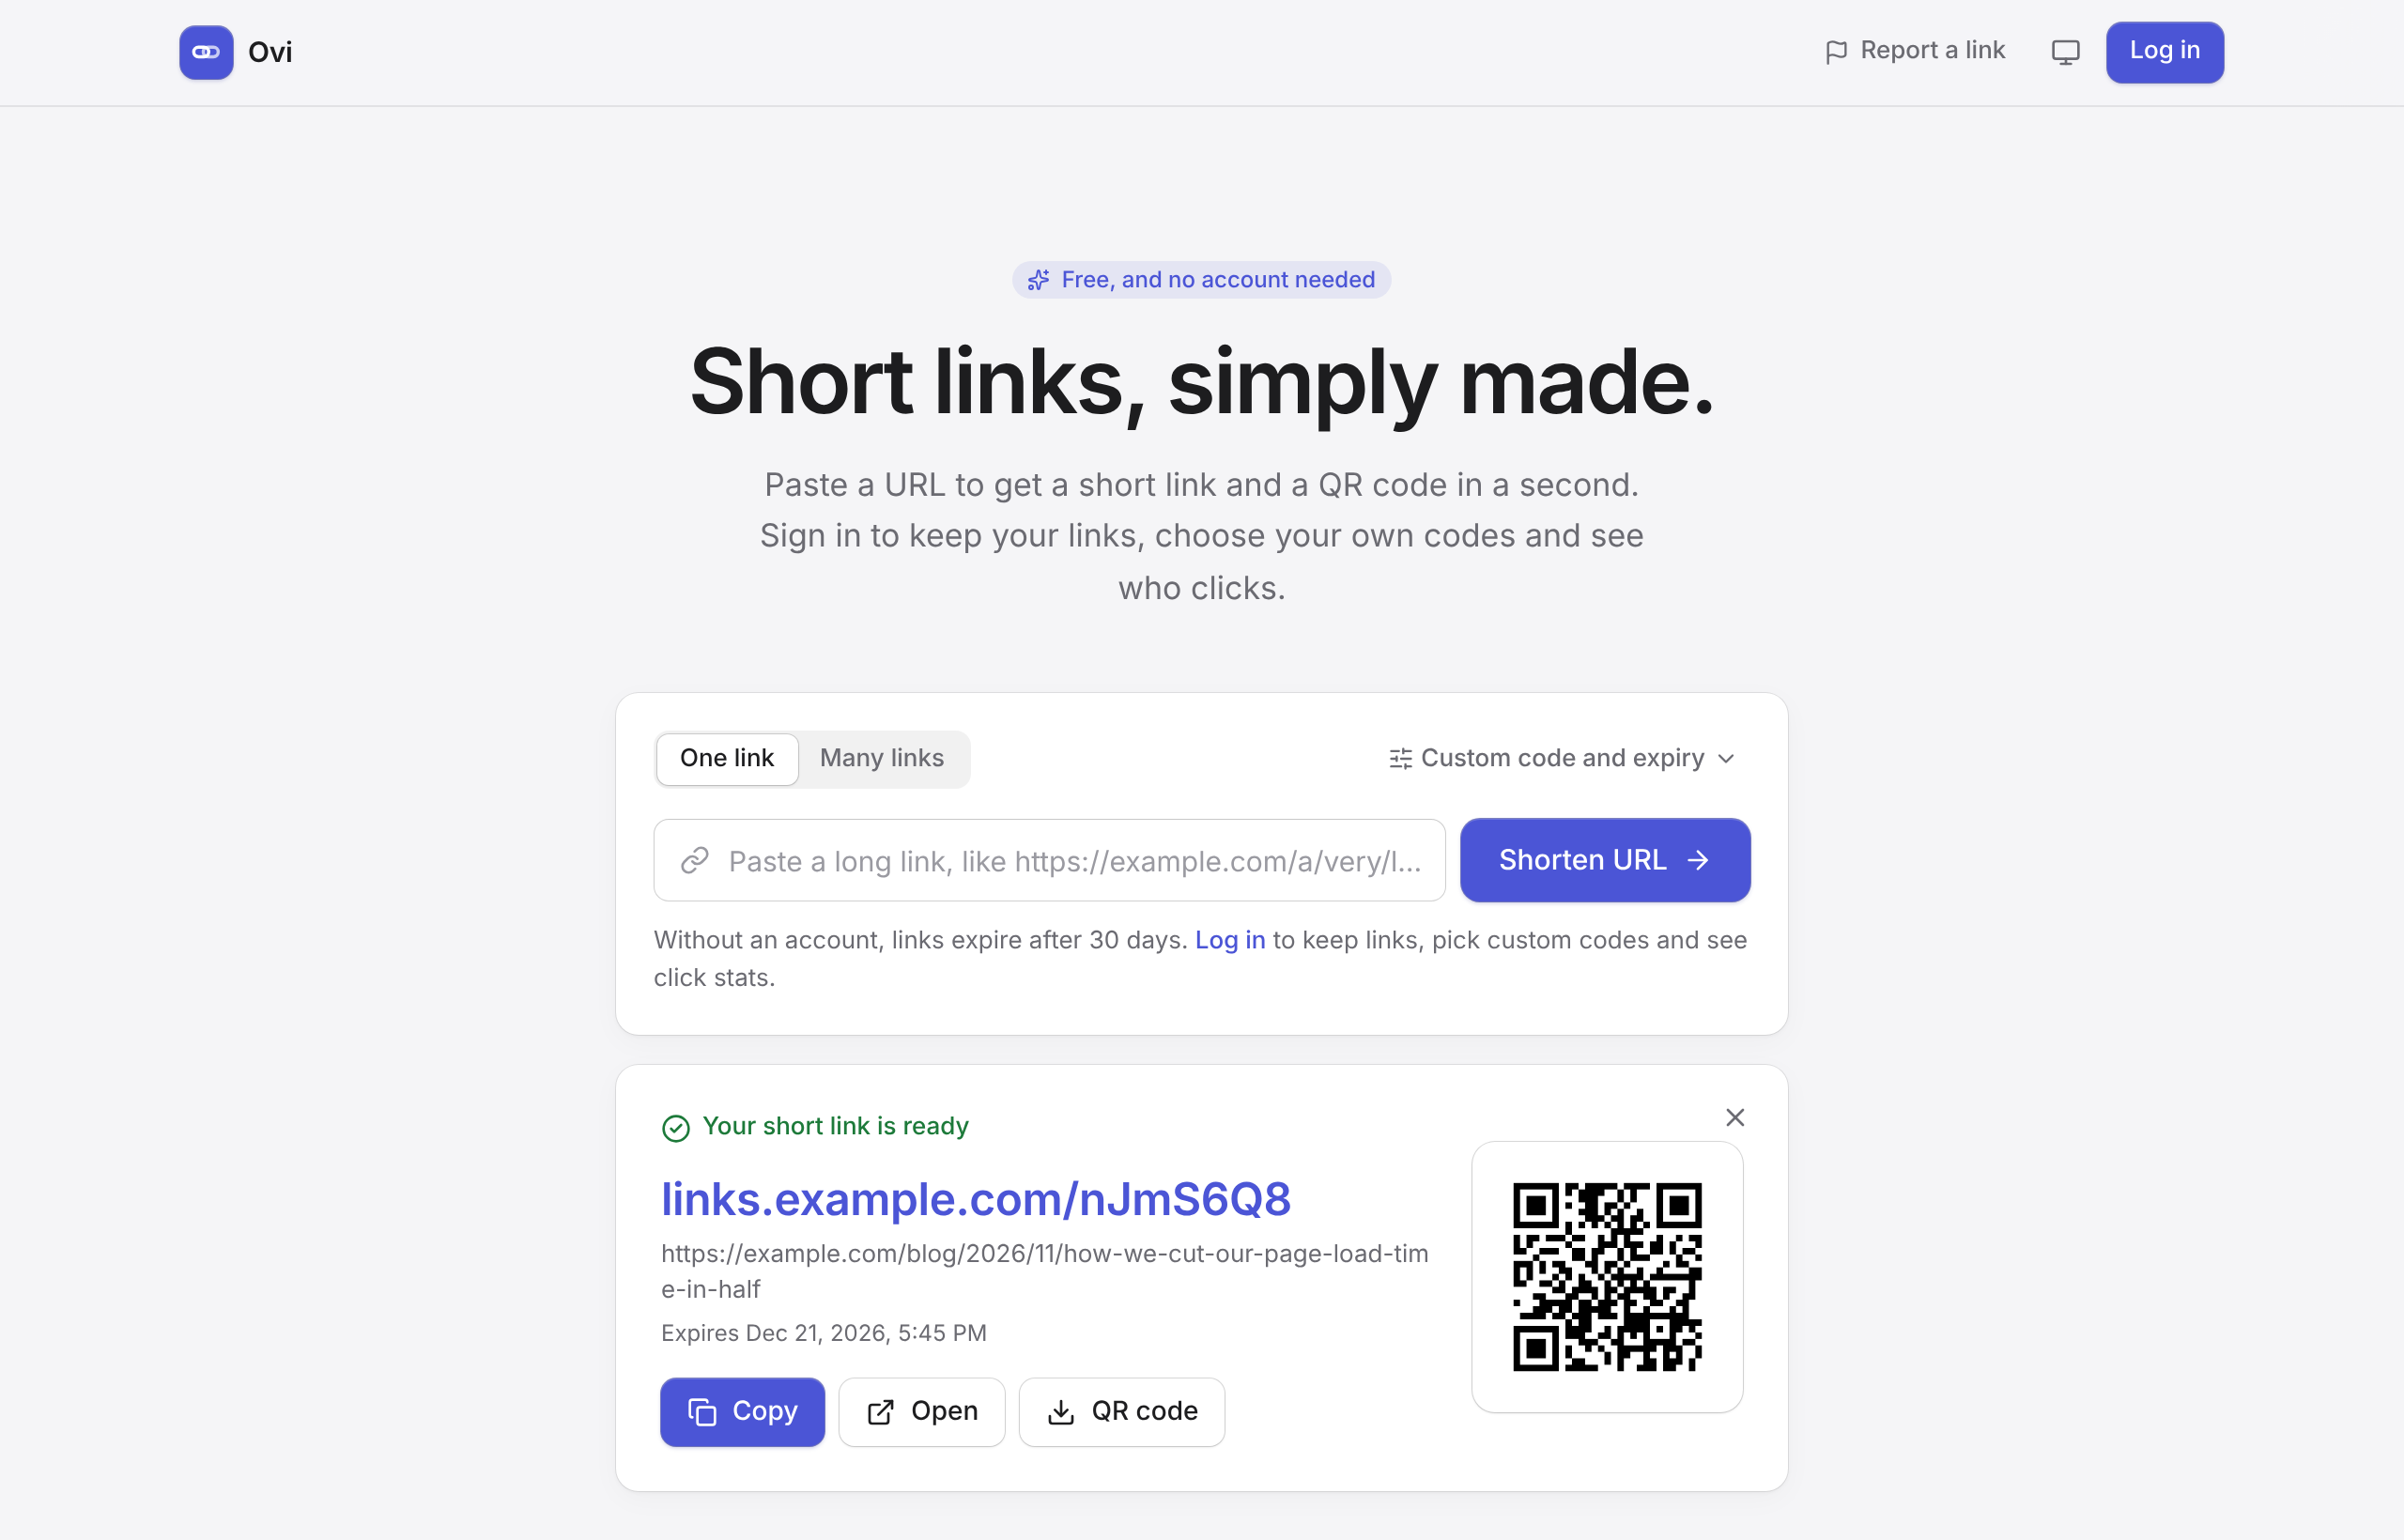 Ovi
Report a link
Log in
Free, and no account needed
Short links, simply made.
Paste a URL to get a short link and a QR code in a second.
Sign in to keep your links, choose your own codes and see
who clicks.
One link
Many links
Custom code and expiry
Paste a long link, like https://example.com/a/very/l...
Shorten URL
Without an account, links expire after 30 days. Log in to keep links, pick custom codes and see
click stats.
Your short link is ready
links.example.com/nJmS6Q8
https://example.com/blog/2026/11/how-we-cut-our-page-load-tim
e-in-half
Expires Dec 21, 2026, 5:45 PM
Copy
Open
QR code